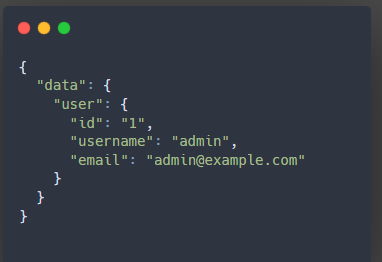 {
  "data": {
    "user": {
      "id": "1",
      "username": "admin",
      "email": "admin@example.com"
    }
  }
}